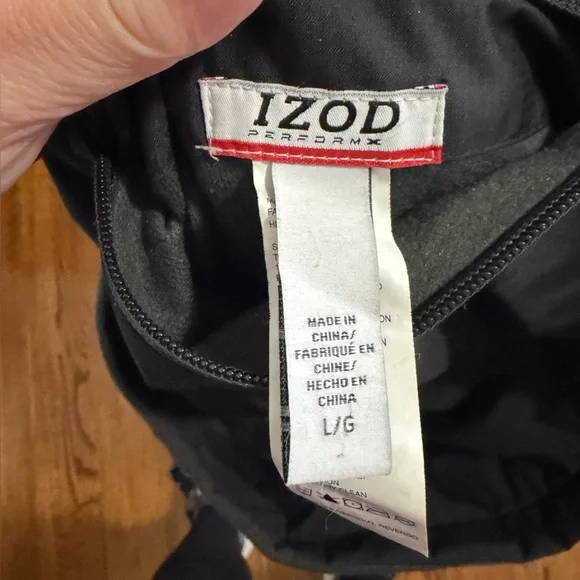 IZOD
PERFORMX
MADE IN
CHINA/
FABRIQUÉ EN
CHINE/
HECHO EN
CHINA
L/G